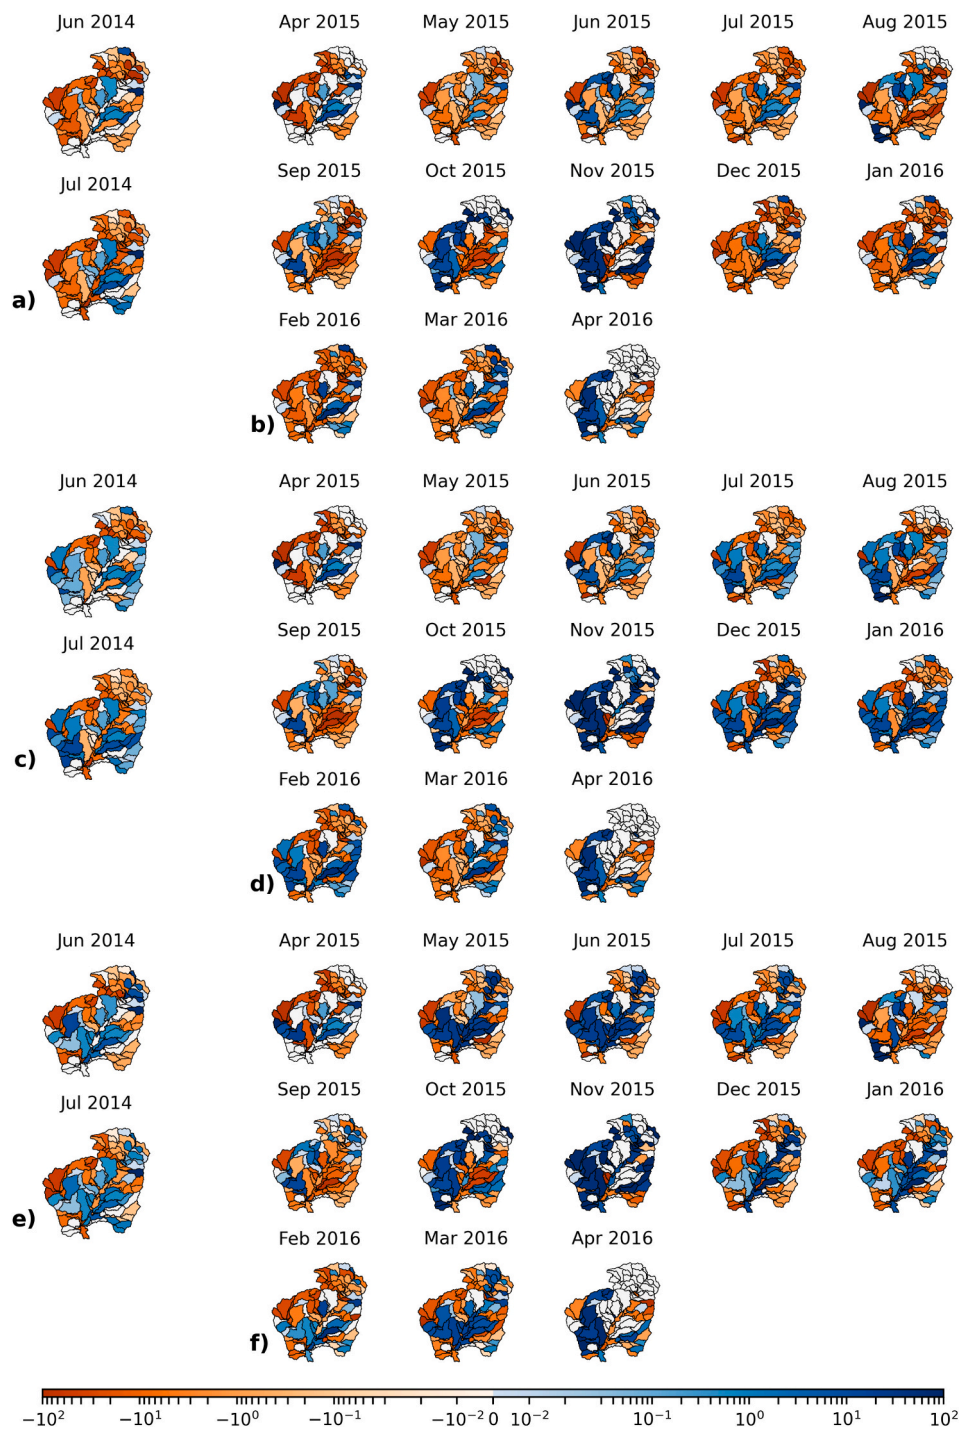 Jun 2014
Apr 2015 May 2015 Jun 2015 Jul 2015 Aug 2015
Jul 2014
Sep 2015 Oct 2015 Nov 2015 Dec 2015 Jan 2016
a)
Feb 2016 Mar 2016 Apr 2016
b)
Jun 2014
Apr 2015 May 2015 Jun 2015 Jul 2015 Aug 2015
Jul 2014
Sep 2015 Oct 2015 Nov 2015 Dec 2015 Jan 2016
c)
Feb 2016 Mar 2016 Apr 2016
d)
Jun 2014
Apr 2015 May 2015 Jun 2015 Jul 2015 Aug 2015
Jul 2014
Sep 2015 Oct 2015 Nov 2015 Dec 2015 Jan 2016
e)
Feb 2016 Mar 2016 Apr 2016
f)
−10² −10¹ −10⁰ −10⁻¹ −10⁻² 0 10⁻² 10⁻¹ 10⁰ 10¹ 10²